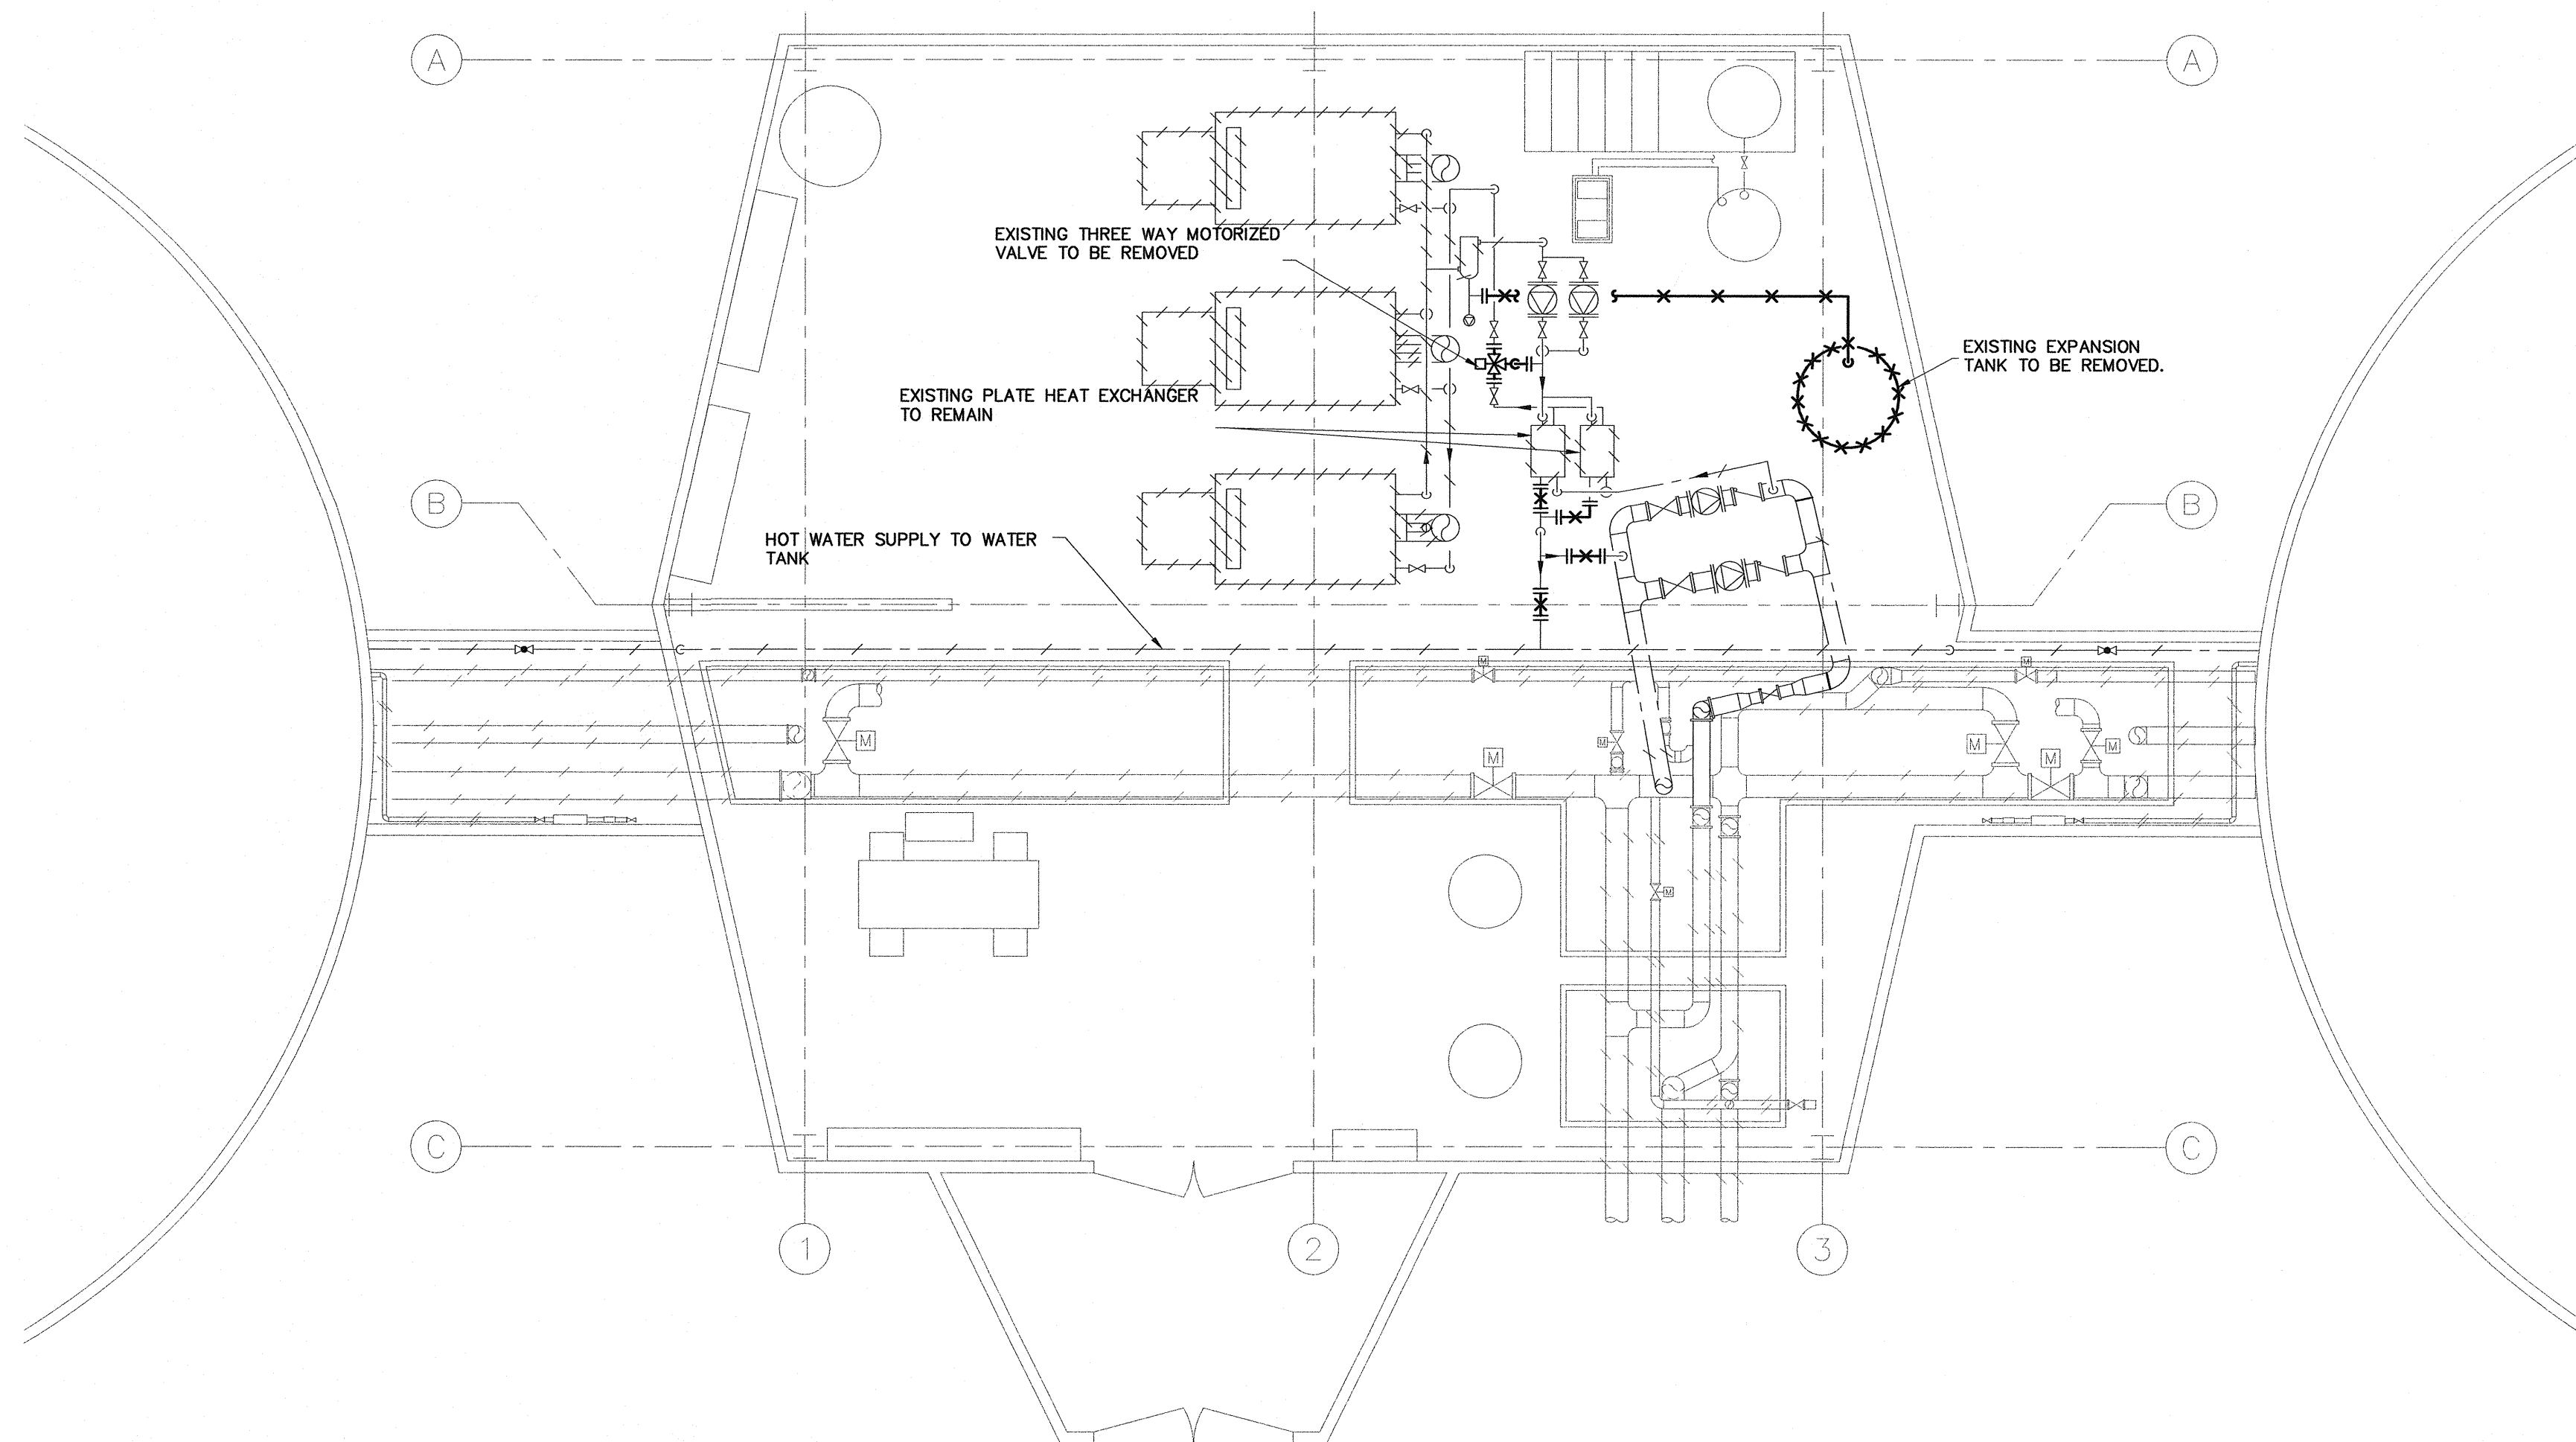 A
A
EXISTING THREE WAY MOTORIZED
VALVE TO BE REMOVED
EXISTING EXPANSION
TANK TO BE REMOVED.
EXISTING PLATE HEAT EXCHANGER
TO REMAIN
B
B
HOT WATER SUPPLY TO WATER
TANK
M
M
M
M
M
M
M
M
M
M
C
C
1
2
3